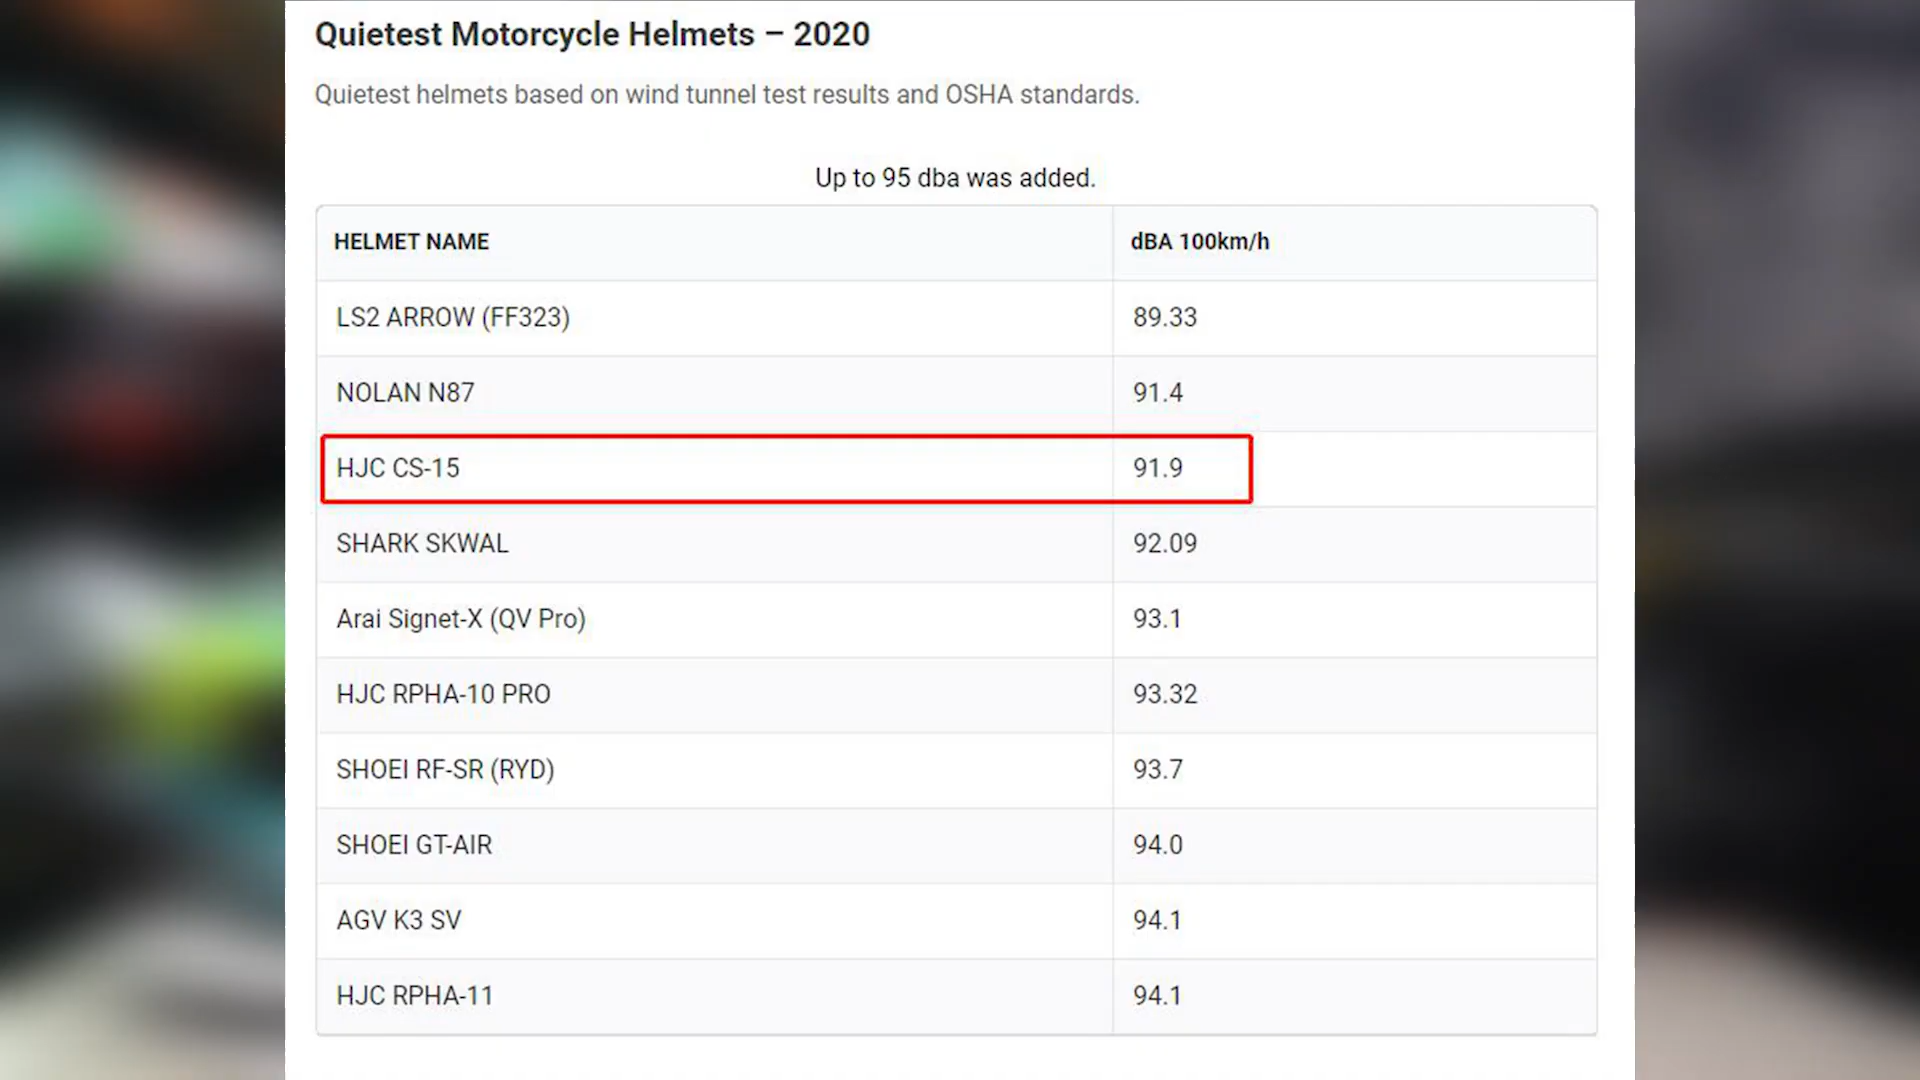 Quietest Motorcycle Helmets – 2020
Quietest helmets based on wind tunnel test results and OSHA standards.
Up to 95 dba was added.
HELMET NAME dBA 100km/h
LS2 ARROW (FF323) 89.33
NOLAN N87 91.4
HJC CS-15 91.9
SHARK SKWAL 92.09
Arai Signet-X (QV Pro) 93.1
HJC RPHA-10 PRO 93.32
SHOEI RF-SR (RYD) 93.7
SHOEI GT-AIR 94.0
AGV K3 SV 94.1
HJC RPHA-11 94.1